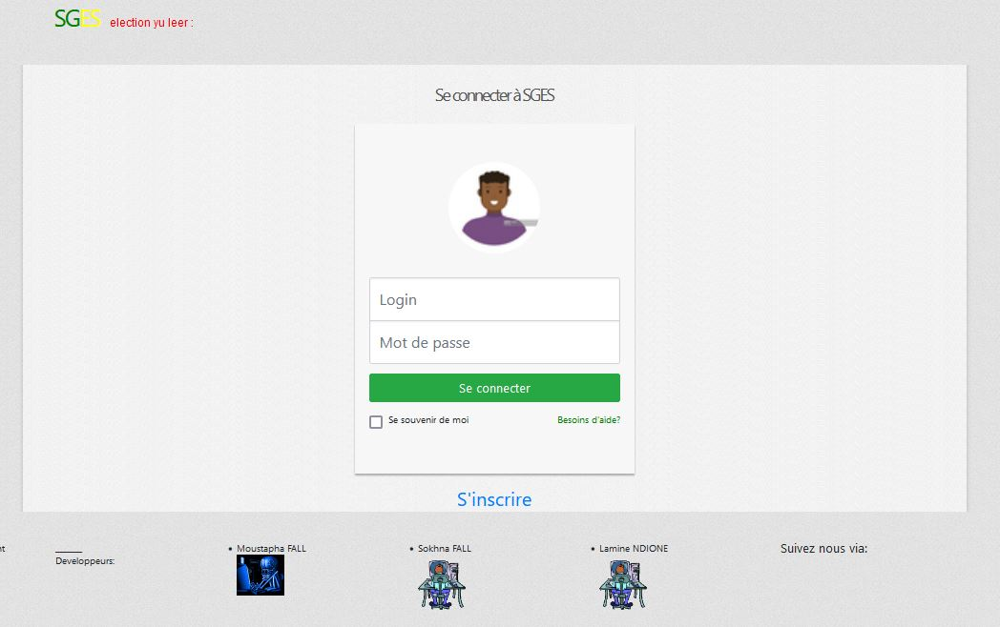 SGES election yu leer :
Se connecter à SGES
Login
Mot de passe
Se connecter
Se souvenir de moi
Besoins d'aide?
S'inscrire
Developpeurs:
Moustapha FALL
Sokhna FALL
Lamine NDIONE
Suivez nous via: